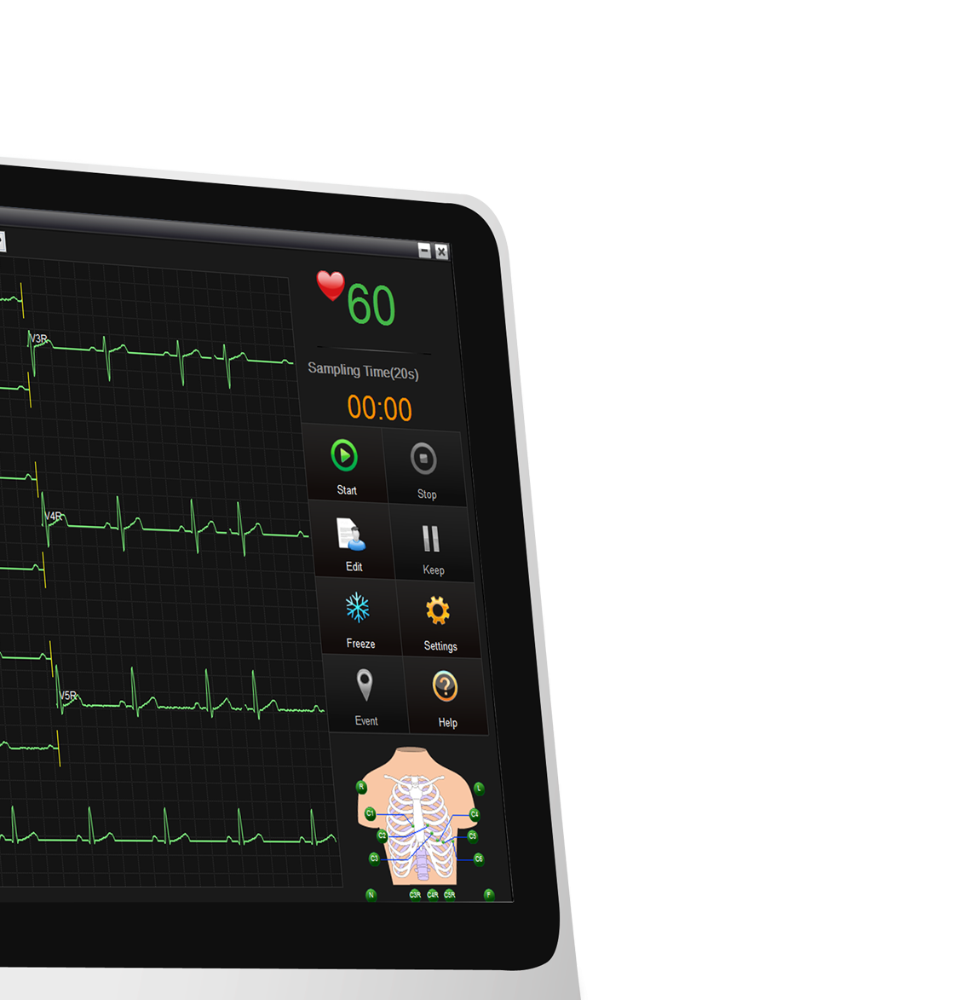 60
V3R
Sampling Time(20s)
00:00
Start
Stop
V4R
Edit
Keep
Freeze
Settings
V5R
Event
Help
R
L
C1
C4
C2
C5
C3
C6
N
C3R
C4R
C5R
F